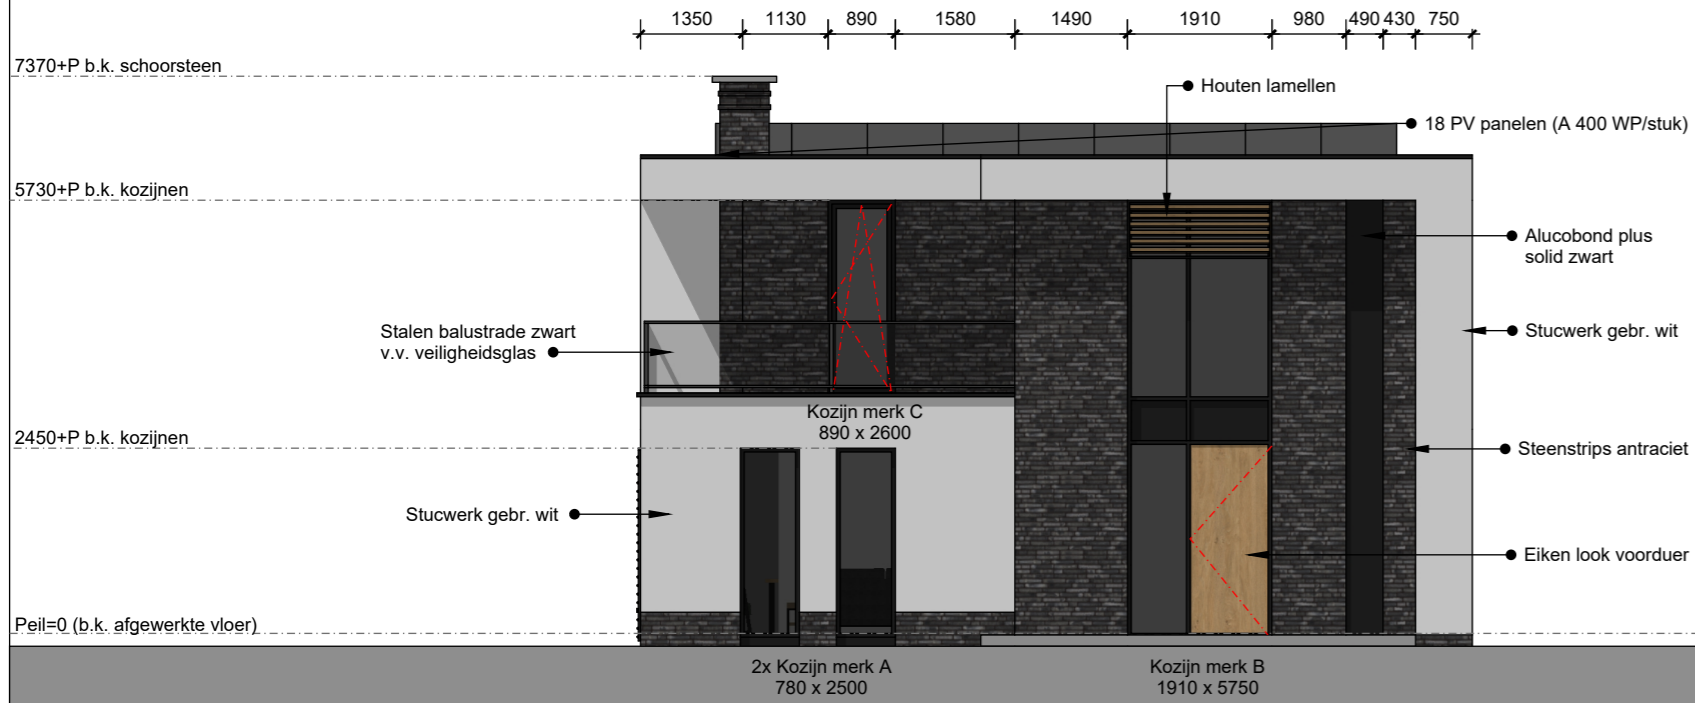 1350 1130 890 1580 1490 1910 980 490 430 750
7370+P b.k. schoorsteen
Houten lamellen
18 PV panelen (A 400 WP/stuk)
5730+P b.k. kozijnen
Alucobond plus
solid zwart
Stalen balustrade zwart
v.v. veiligheidsglas
Stucwerk gebr. wit
Kozijn merk C
890 x 2600
2450+P b.k. kozijnen
Steenstrips antraciet
Stucwerk gebr. wit
Eiken look voorduer
Peil=0 (b.k. afgewerkte vloer)
2x Kozijn merk A
780 x 2500
Kozijn merk B
1910 x 5750